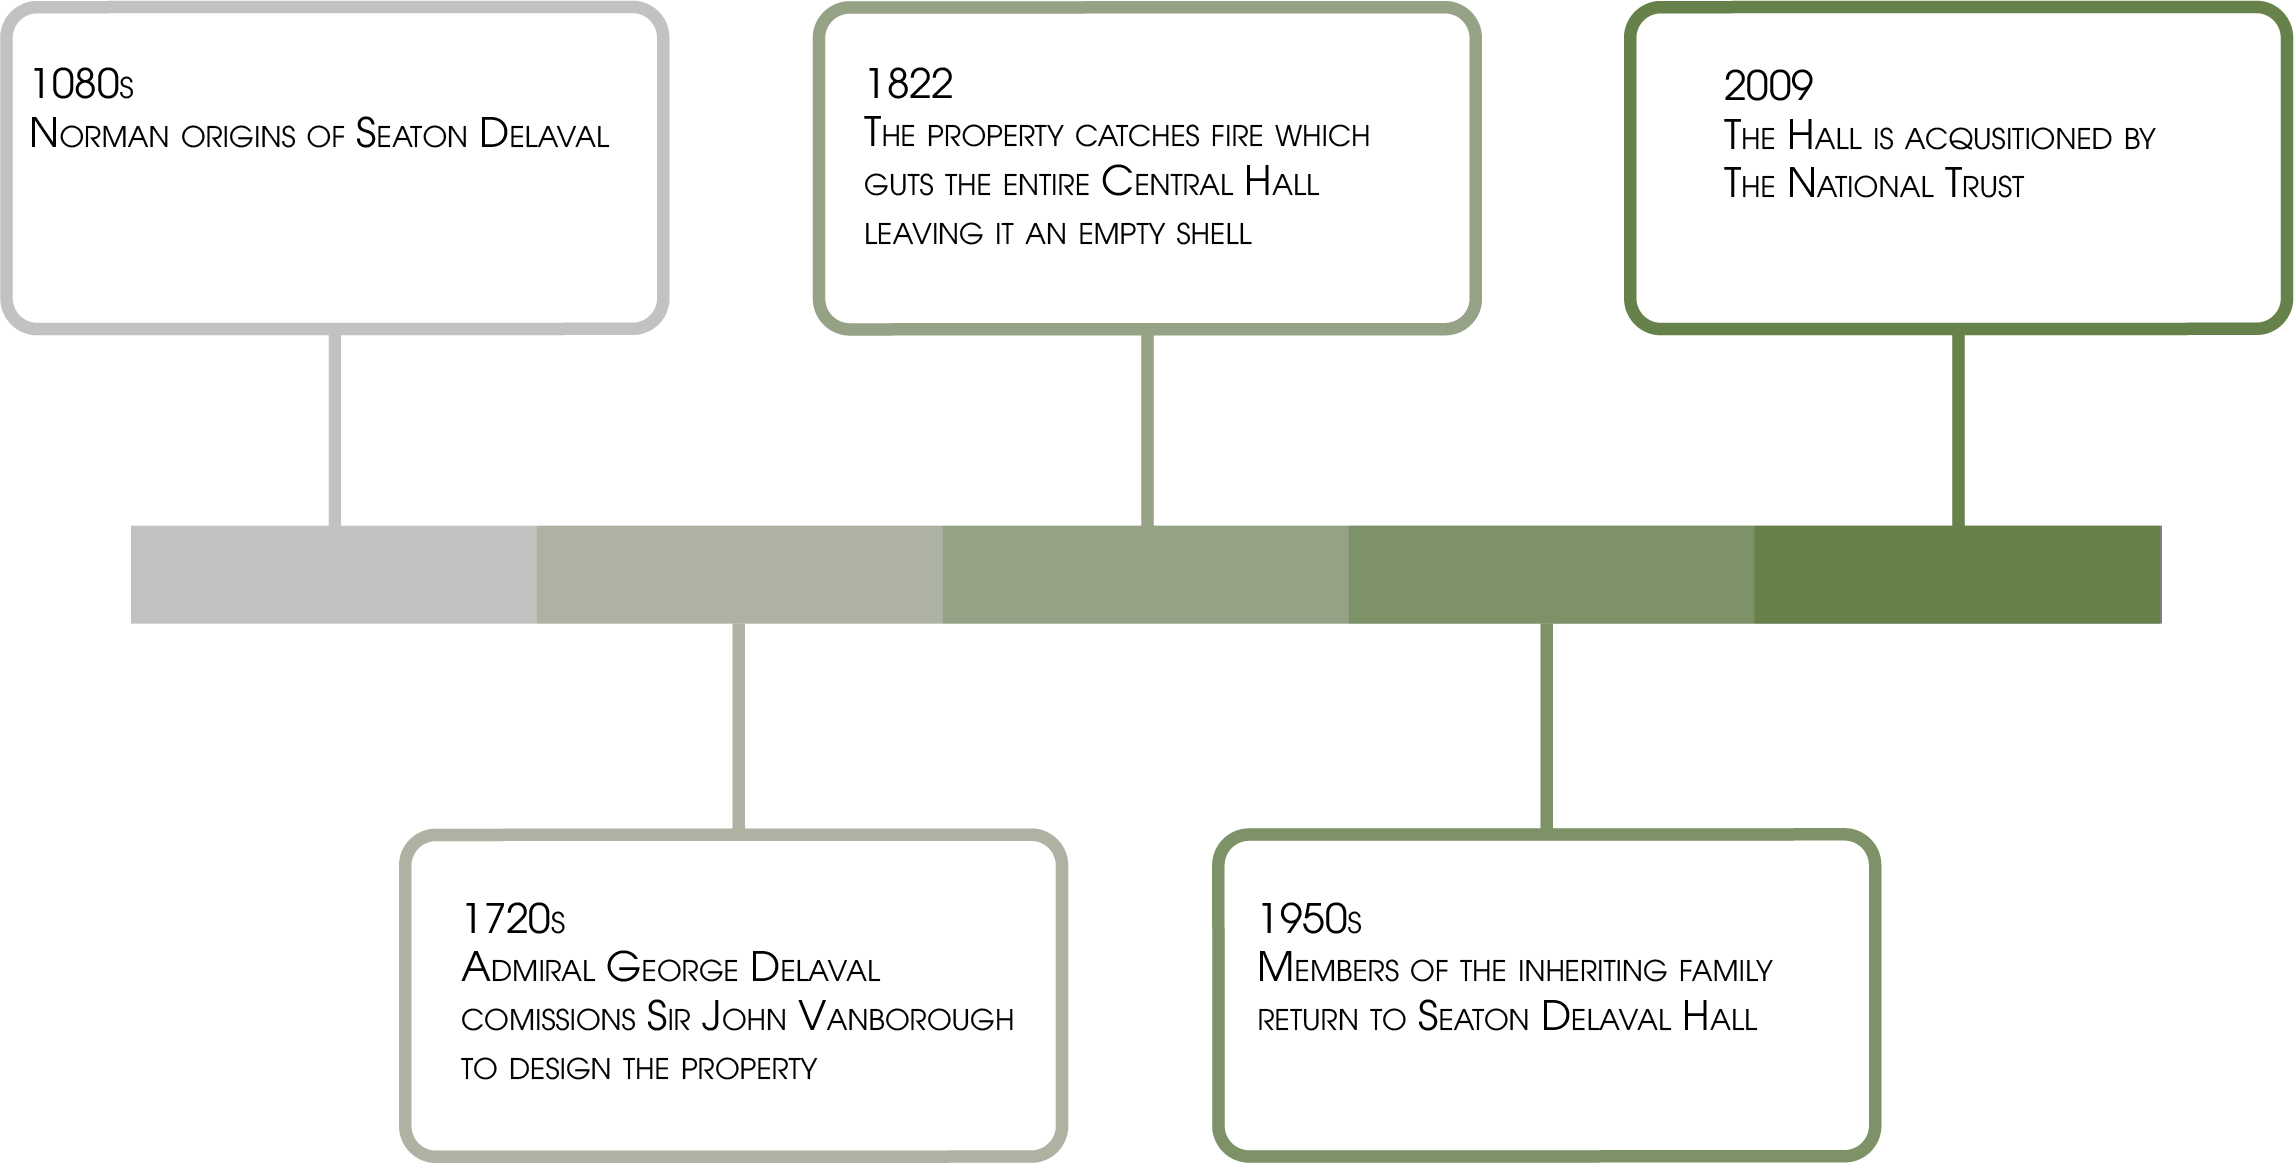 1080s
Norman origins of Seaton Delaval
1720s
Admiral George Delaval
comissions Sir John Vanborough
to design the property
1822
The property catches fire which
guts the entire Central Hall
leaving it an empty shell
1950s
Members of the inheriting family
return to Seaton Delaval Hall
2009
The Hall is acqusitioned by
The National Trust